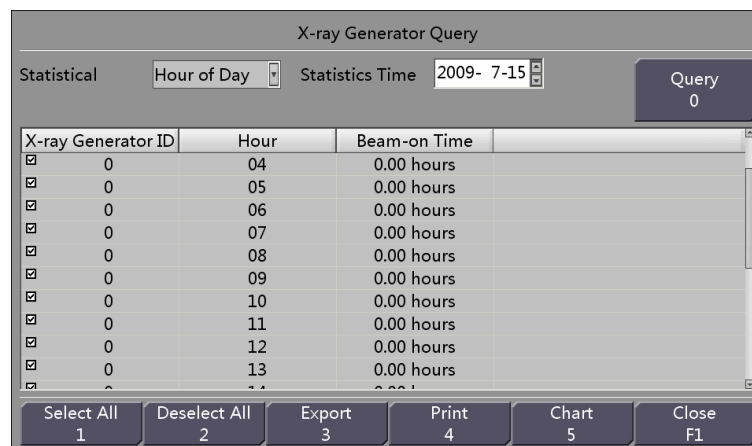 X-ray Generator Query
Statistical Hour of Day Statistics Time 2009- 7-15
Query
0
X-ray Generator ID Hour Beam-on Time
0 04 0.00 hours
0 05 0.00 hours
0 06 0.00 hours
0 07 0.00 hours
0 08 0.00 hours
0 09 0.00 hours
0 10 0.00 hours
0 11 0.00 hours
0 12 0.00 hours
0 13 0.00 hours
Select All Deselect All Export Print Chart Close
1 2 3 4 5 F1